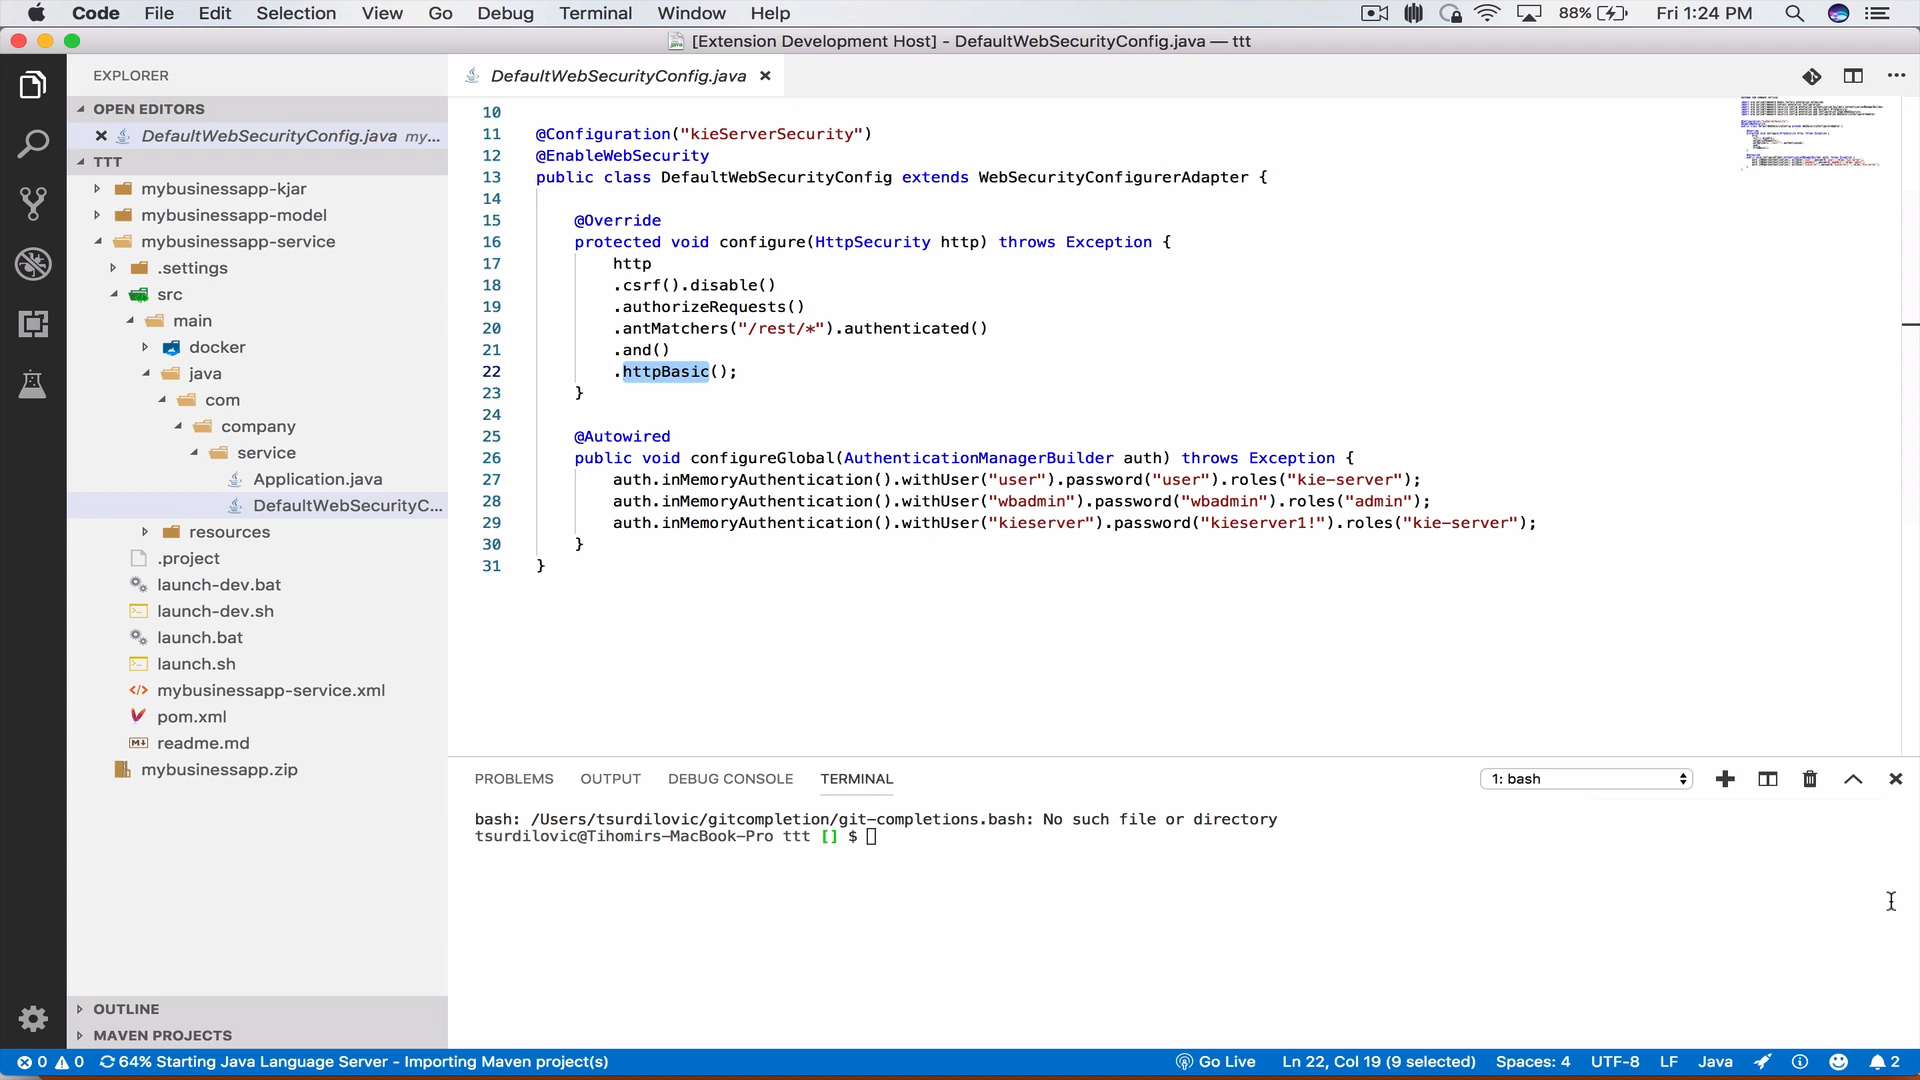 Code File Edit Selection View Go Debug Terminal Window Help 88% Fri 1:24 PM
[Extension Development Host] - DefaultWebSecurityConfig.java — ttt
EXPLORER
OPEN EDITORS
DefaultWebSecurityConfig.java my...
TTT
mybusinessapp-kjar
mybusinessapp-model
mybusinessapp-service
.settings
src
main
docker
java
com
company
service
Application.java
DefaultWebSecurityC...
resources
.project
launch-dev.bat
launch-dev.sh
launch.bat
launch.sh
mybusinessapp-service.xml
pom.xml
readme.md
mybusinessapp.zip
OUTLINE
MAVEN PROJECTS
DefaultWebSecurityConfig.java
10
11 @Configuration("kieServerSecurity")
12 @EnableWebSecurity
13 public class DefaultWebSecurityConfig extends WebSecurityConfigurerAdapter {
14
15 @Override
16 protected void configure(HttpSecurity http) throws Exception {
17 http
18 .csrf().disable()
19 .authorizeRequests()
20 .antMatchers("/rest/*").authenticated()
21 .and()
22 .httpBasic();
23 }
24
25 @Autowired
26 public void configureGlobal(AuthenticationManagerBuilder auth) throws Exception {
27 auth.inMemoryAuthentication().withUser("user").password("user").roles("kie-server");
28 auth.inMemoryAuthentication().withUser("wbadmin").password("wbadmin").roles("admin");
29 auth.inMemoryAuthentication().withUser("kieserver").password("kieserver1!").roles("kie-server");
30 }
31 }
PROBLEMS OUTPUT DEBUG CONSOLE TERMINAL 1: bash
bash: /Users/tsurdilovic/gitcompletion/git-completions.bash: No such file or directory
tsurdilovic@Tihomirs-MacBook-Pro ttt [] $
0 0 64% Starting Java Language Server - Importing Maven project(s) Go Live Ln 22, Col 19 (9 selected) Spaces: 4 UTF-8 LF Java 2